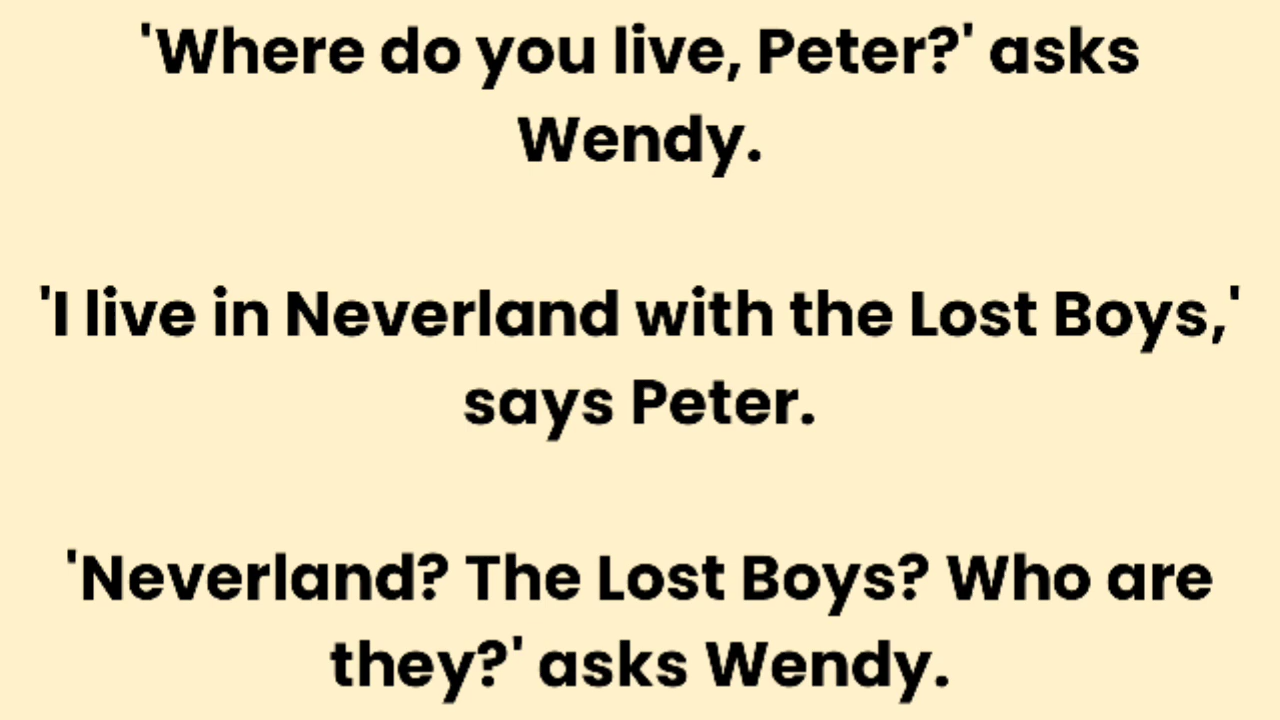 'Where do you live, Peter?' asks
Wendy.
'I live in Neverland with the Lost Boys,'
says Peter.
'Neverland? The Lost Boys? Who are
they?' asks Wendy.